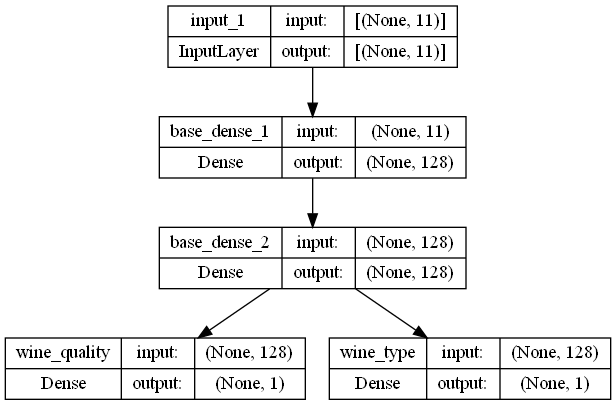 input_1 input: [(None, 11)]
InputLayer output: [(None, 11)]
base_dense_1 input: (None, 11)
Dense output: (None, 128)
base_dense_2 input: (None, 128)
Dense output: (None, 128)
wine_quality input: (None, 128)
Dense output: (None, 1)
wine_type input: (None, 128)
Dense output: (None, 1)